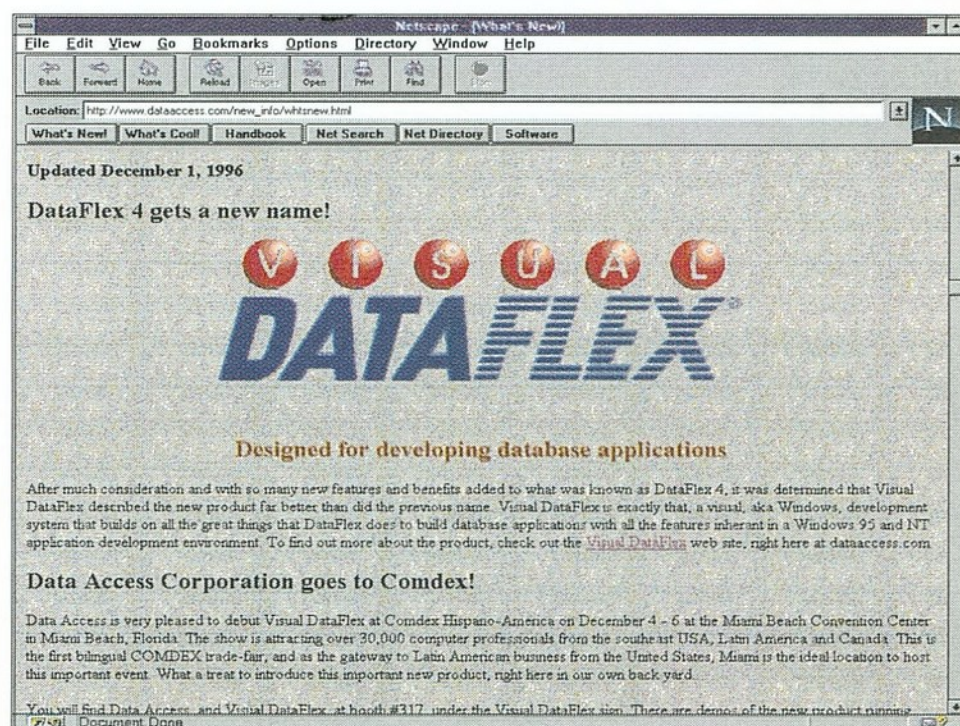 Netscape - [What's New!]
File Edit View Go Bookmarks Options Directory Window Help
Back Forward Home Reload Images Open Print Find Stop
Location: http://www.dataaccess.com/new_info/whtsnew.html
N
What's New! What's Cool! Handbook Net Search Net Directory Software
Updated December 1, 1996
DataFlex 4 gets a new name!
VISUAL
DATAFLEX®
Designed for developing database applications
After much consideration and with so many new features and benefits added to what was known as DataFlex 4, it was determined that Visual
DataFlex described the new product far better than did the previous name. Visual DataFlex is exactly that, a visual, aka Windows, development
system that builds on all the great things that DataFlex does to build database applications with all the features inherant in a Windows 95 and NT
application development environment. To find out more about the product, check out the Visual DataFlex web site, right here at dataaccess.com
Data Access Corporation goes to Comdex!
Data Access is very pleased to debut Visual DataFlex at Comdex Hispano-America on December 4 - 6 at the Miami Beach Convention Center
in Miami Beach, Florida. The show is attracting over 30,000 computer professionals from the southeast USA, Latin America and Canada. This is
the first bilingual COMDEX trade-fair, and as the gateway to Latin American business from the United States, Miami is the ideal location to host
this important event. What a treat to introduce this important new product, right here in our own back yard.
You will find Data Access, and Visual DataFlex, at booth #317, under the Visual DataFlex sign. There are demos of the new product running
Document Done